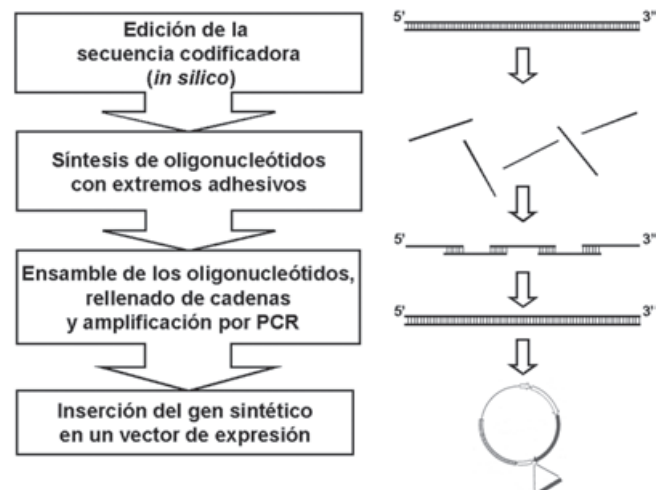 Edición de la
secuencia codificadora
(in silico)
5' 3"
Síntesis de oligonucleótidos
con extremos adhesivos
Ensamble de los oligonucleótidos,
rellenado de cadenas
y amplificación por PCR
5' 3"
5' 3'
Inserción del gen sintético
en un vector de expresión